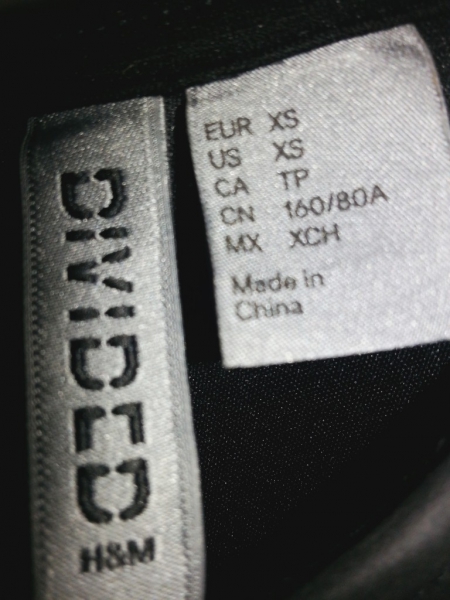 DIVIDED
H&M
EUR XS
US XS
CA TP
CN 160/80A
MX XCH
Made in
China